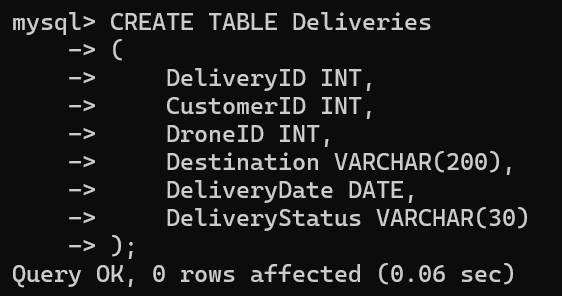 mysql> CREATE TABLE Deliveries
    -> (
    ->     DeliveryID INT,
    ->     CustomerID INT,
    ->     DroneID INT,
    ->     Destination VARCHAR(200),
    ->     DeliveryDate DATE,
    ->     DeliveryStatus VARCHAR(30)
    -> );
Query OK, 0 rows affected (0.06 sec)